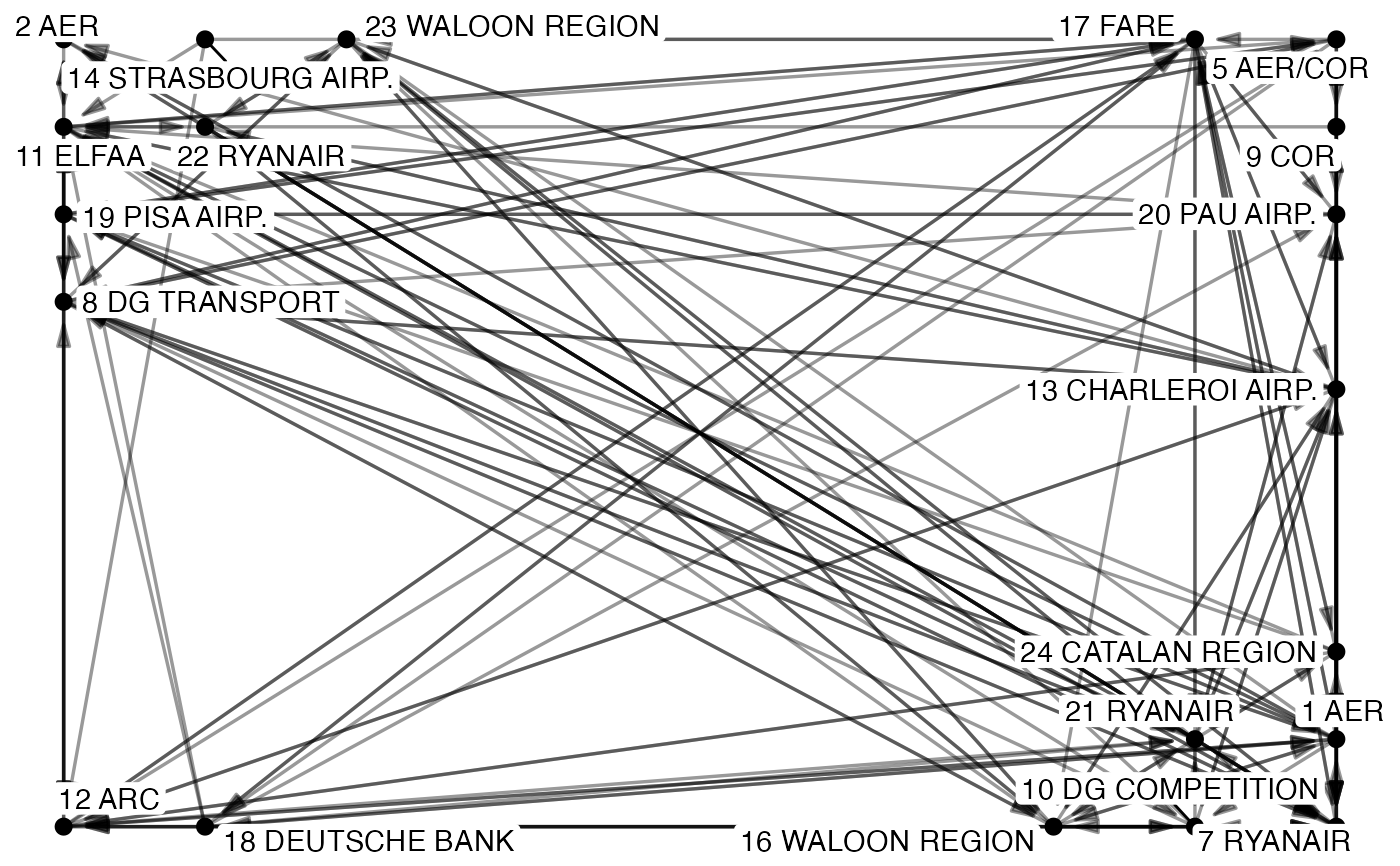 2 AER
23 WALOON REGION
17 FARE
14 STRASBOURG AIRP.
5 AER/COR
11 ELFAA
22 RYANAIR
9 COR
19 PISA AIRP.
20 PAU AIRP.
8 DG TRANSPORT
13 CHARLEROI AIRP.
24 CATALAN REGION
21 RYANAIR
1 AER
10 DG COMPETITION
12 ARC
18 DEUTSCHE BANK
16 WALOON REGION
7 RYANAIR